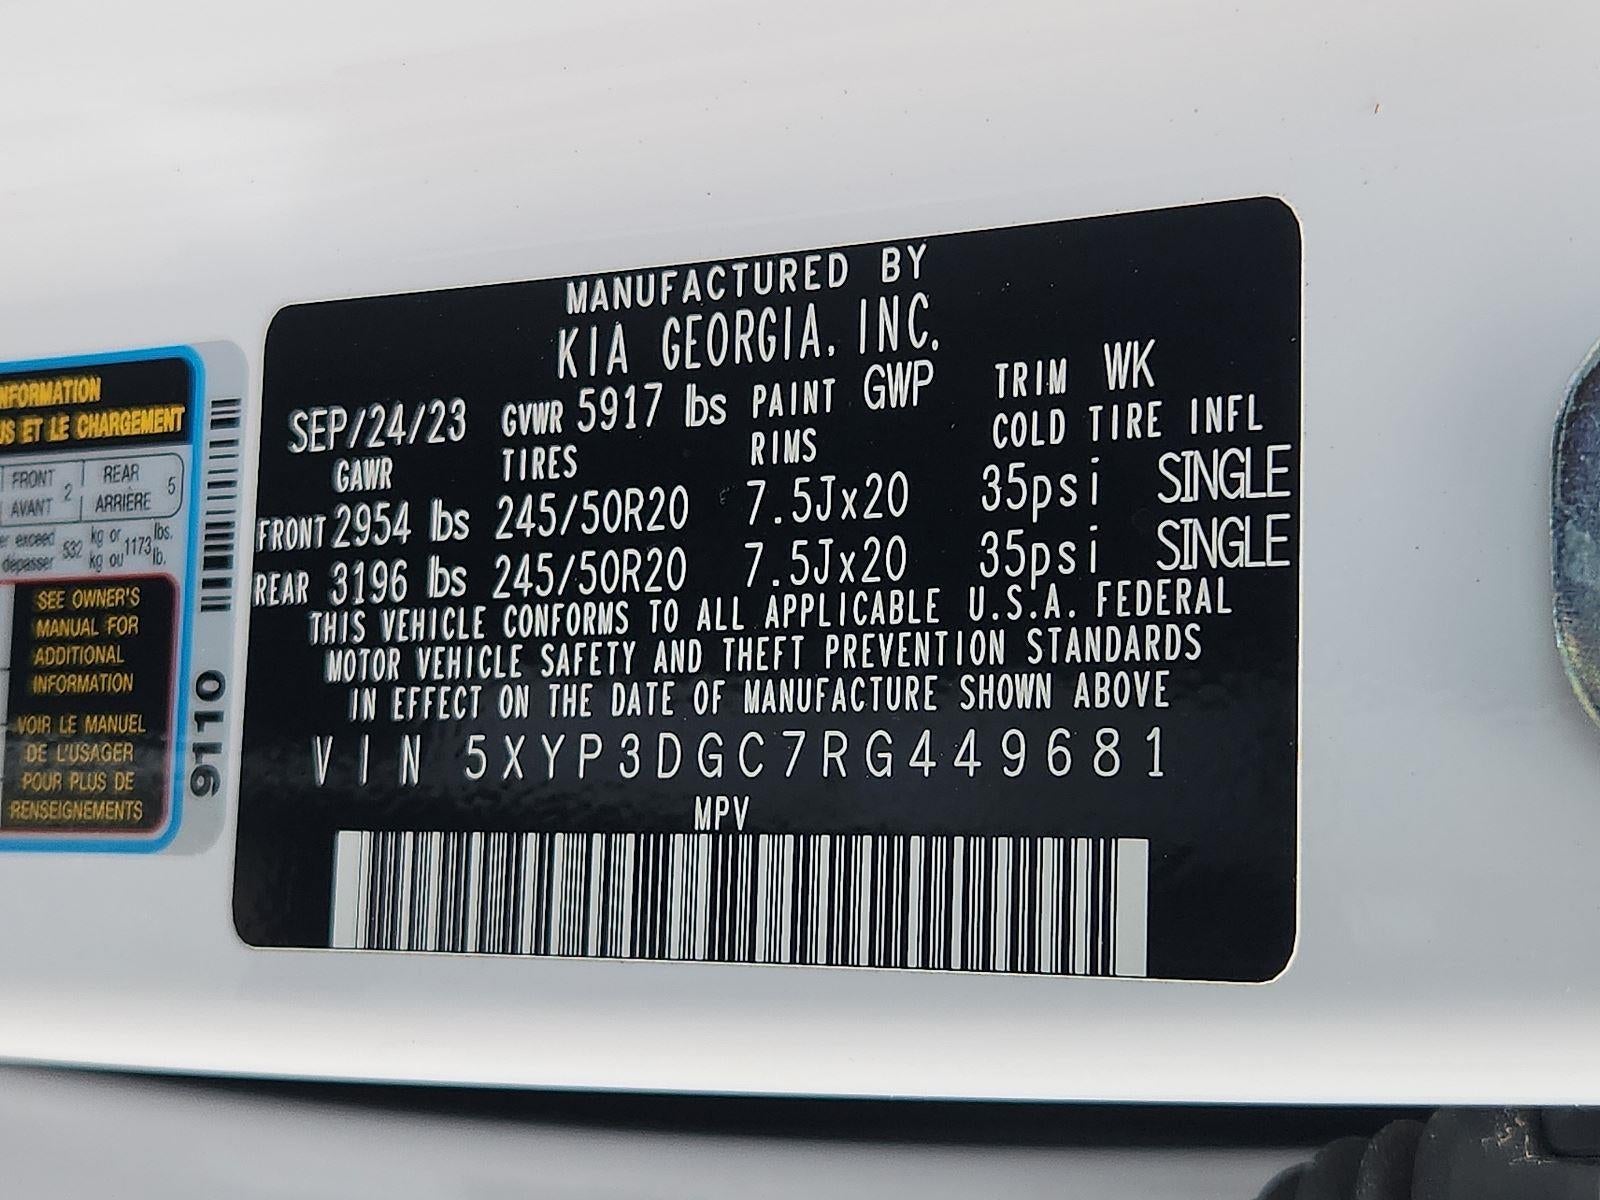 MANUFACTURED BY
KIA GEORGIA, INC.
SEP/24/23 GVWR 5917 lbs PAINT GWP TRIM WK
GAWR TIRES RIMS COLD TIRE INFL
FRONT 2954 lbs 245/50R20 7.5Jx20 35psi SINGLE
REAR 3196 lbs 245/50R20 7.5Jx20 35psi SINGLE
THIS VEHICLE CONFORMS TO ALL APPLICABLE U.S.A. FEDERAL
MOTOR VEHICLE SAFETY AND THEFT PREVENTION STANDARDS
IN EFFECT ON THE DATE OF MANUFACTURE SHOWN ABOVE
VIN 5XYP3DGC7RG449681
MPV
NFORMATION
US ET LE CHARGEMENT
FRONT
AVANT 2
REAR
ARRIÈRE 5
er exceed
dépasser 532 kg or
kg ou 1173 lbs.
lb.
SEE OWNER'S
MANUAL FOR
ADDITIONAL
INFORMATION
VOIR LE MANUEL
DE L'USAGER
POUR PLUS DE
RENSEIGNEMENTS
9110